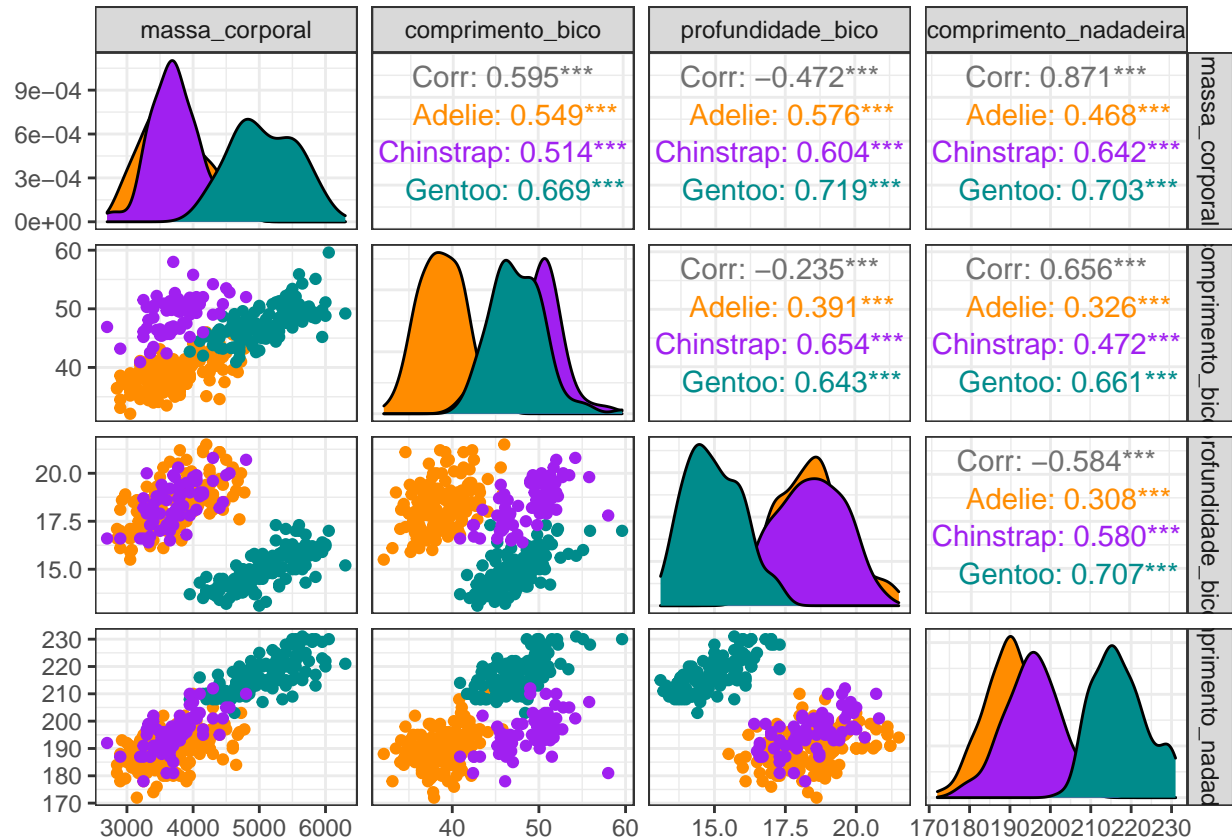 massa_corporal
comprimento_bico
profundidade_bico
comprimento_nadadeira
9e−04
6e−04
3e−04
0e+00
Corr: 0.595***
Adelie: 0.549***
Chinstrap: 0.514***
Gentoo: 0.669***
Corr: −0.472***
Adelie: 0.576***
Chinstrap: 0.604***
Gentoo: 0.719***
Corr: 0.871***
Adelie: 0.468***
Chinstrap: 0.642***
Gentoo: 0.703***
massa_corporal
60
50
40
Corr: −0.235***
Adelie: 0.391***
Chinstrap: 0.654***
Gentoo: 0.643***
Corr: 0.656***
Adelie: 0.326***
Chinstrap: 0.472***
Gentoo: 0.661***
omprimento_bico
20.0
17.5
15.0
Corr: −0.584***
Adelie: 0.308***
Chinstrap: 0.580***
Gentoo: 0.707***
rofundidade_bico
230
220
210
200
190
180
170
primento_nadad
3000 4000 5000 6000
40 50 60
15.0 17.5 20.0
170 180 190 200 210 220 230